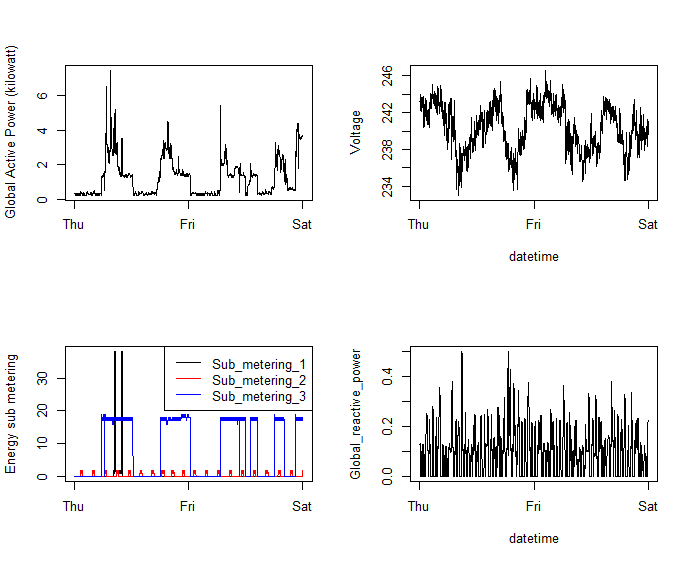 Global Active Power (kilowatt)
0 2 4 6
Thu Fri Sat
Voltage
234 238 242 246
Thu Fri Sat
datetime
Energy sub metering
0 10 20 30
Sub_metering_1
Sub_metering_2
Sub_metering_3
Thu Fri Sat
Global_reactive_power
0.0 0.2 0.4
Thu Fri Sat
datetime